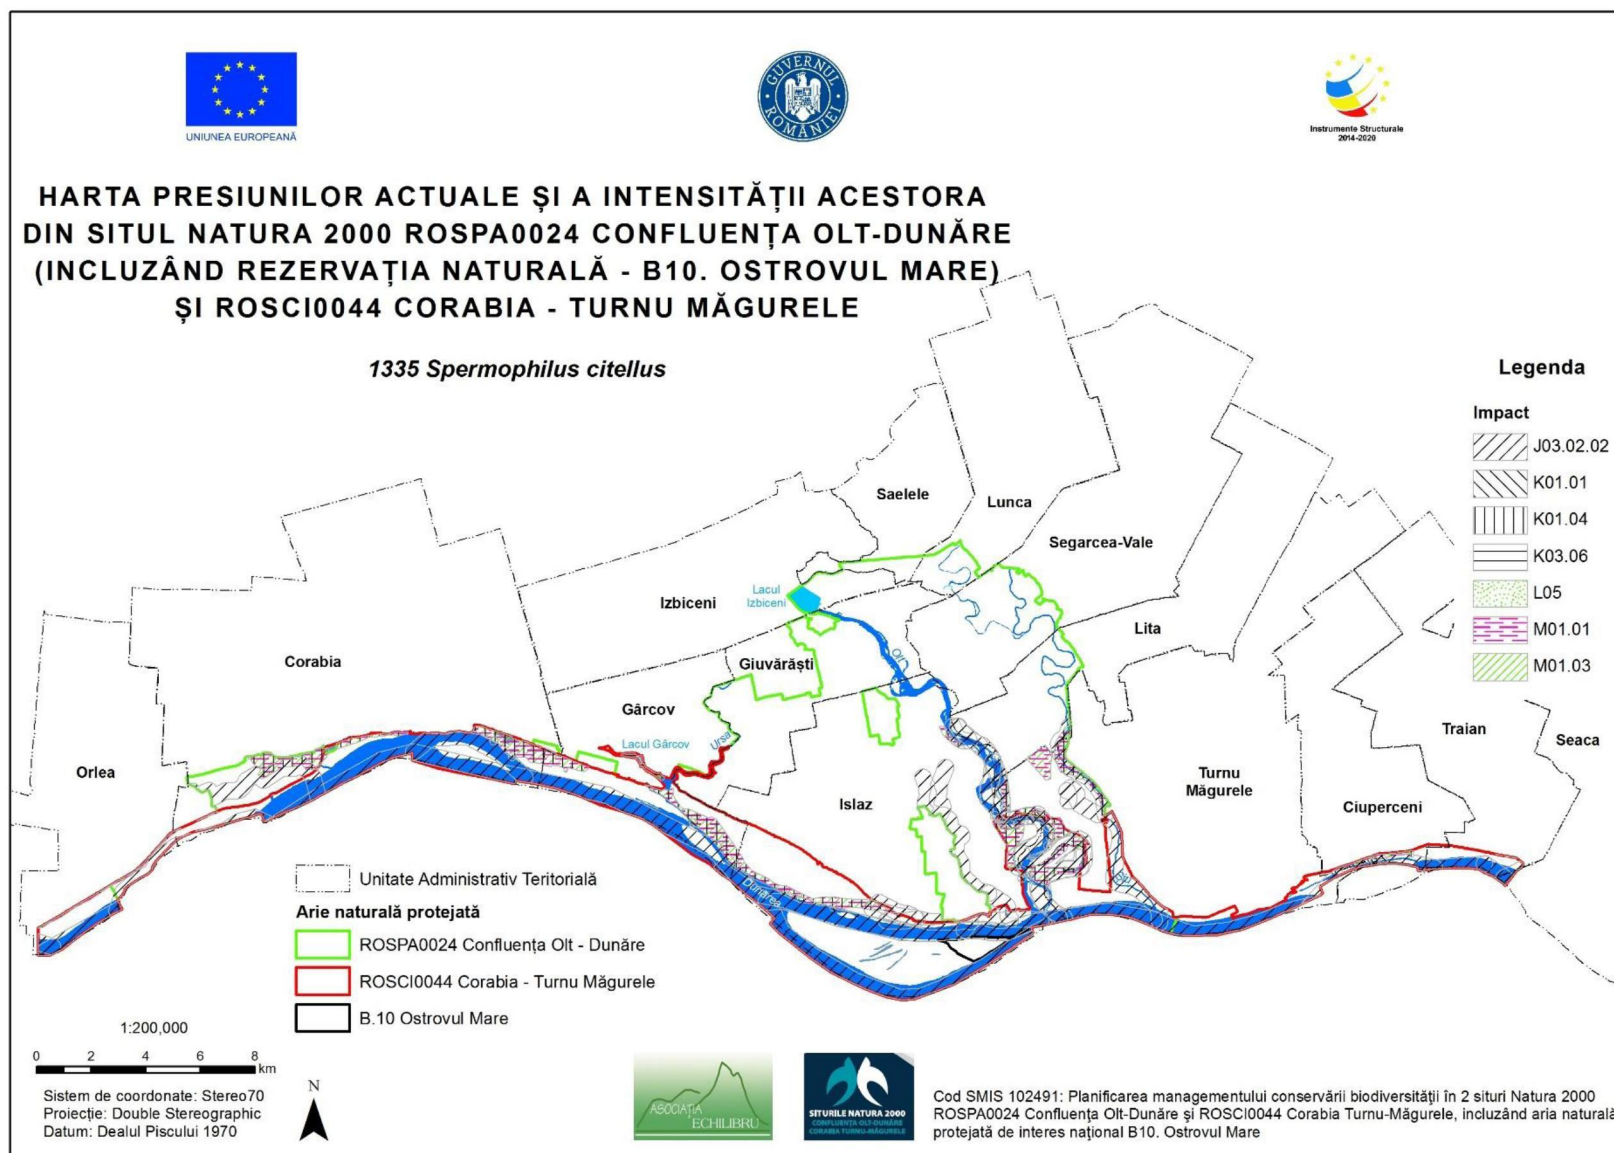 UNIUNEA EUROPEANĂ
GUVERNUL
ROMÂNIEI
Instrumente Structurale
2014-2020
HARTA PRESIUNILOR ACTUALE ȘI A INTENSITĂȚII ACESTORA
DIN SITUL NATURA 2000 ROSPA0024 CONFLUENȚA OLT-DUNĂRE
(INCLUZÂND REZERVAȚIA NATURALĂ - B10. OSTROVUL MARE)
ȘI ROSCI0044 CORABIA - TURNU MĂGURELE
1335 Spermophilus citellus
Legenda
Impact
J03.02.02
K01.01
K01.04
K03.06
L05
M01.01
M01.03
Saelele
Lunca
Segarcea-Vale
Lacul
Izbiceni
Izbiceni
Lita
Olt
Giuvărăști
Corabia
Gârcov
Lacul Gârcov
Ursa
Orlea
Islaz
Turnu
Măgurele
Traian
Seaca
Ciuperceni
Dunărea
Unitate Administrativ Teritorială
Arie naturală protejată
ROSPA0024 Confluența Olt - Dunăre
ROSCI0044 Corabia - Turnu Măgurele
B.10 Ostrovul Mare
1:200,000
0 2 4 6 8
km
N
Sistem de coordonate: Stereo70
Proiecție: Double Stereographic
Datum: Dealul Piscului 1970
ASOCIAȚIA
ECHILIBRU
SITURILE NATURA 2000
CONFLUENȚA OLT-DUNĂRE
CORABIA TURNU-MĂGURELE
Cod SMIS 102491: Planificarea managementului conservării biodiversității în 2 situri Natura 2000
ROSPA0024 Confluența Olt-Dunăre și ROSCI0044 Corabia Turnu-Măgurele, incluzând aria naturală
protejată de interes național B10. Ostrovul Mare